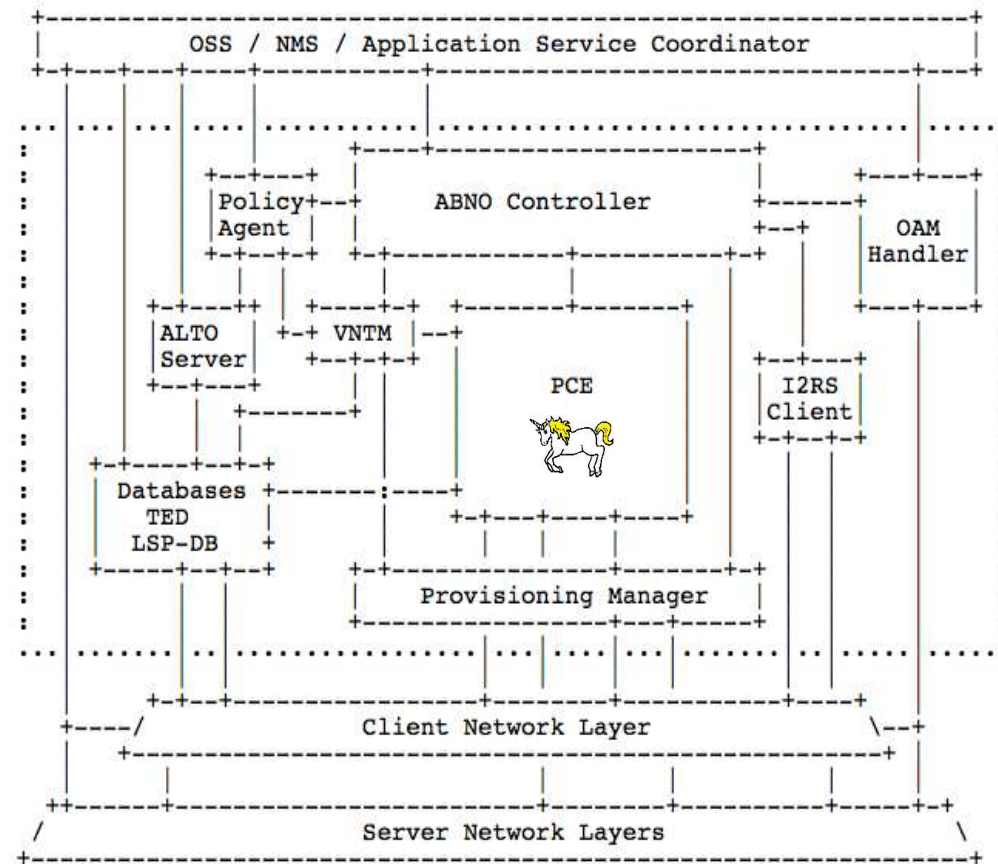 OSS / NMS / Application Service Coordinator
Policy
Agent
ABNO Controller
OAM
Handler
ALTO
Server
VNTM
PCE
I2RS
Client
Databases
TED
LSP-DB
Provisioning Manager
Client Network Layer
Server Network Layers